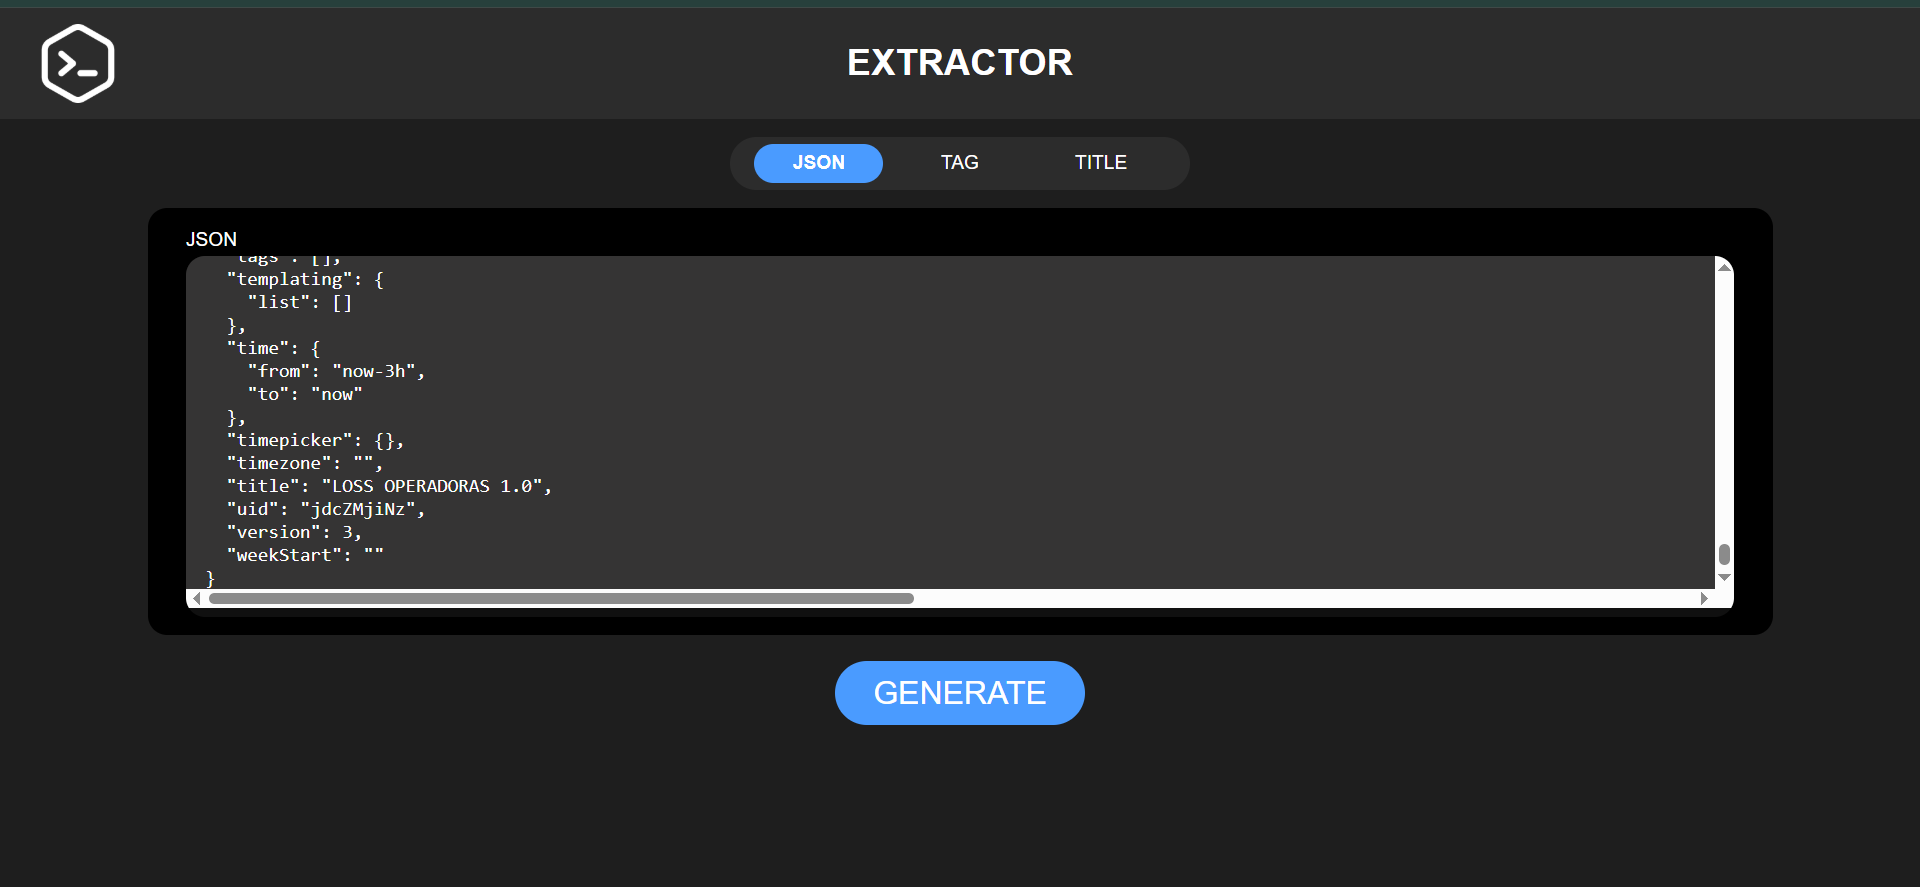 EXTRACTOR
JSON TAG TITLE
JSON
"tags": [],
"templating": {
"list": []
},
"time": {
"from": "now-3h",
"to": "now"
},
"timepicker": {},
"timezone": "",
"title": "LOSS OPERADORAS 1.0",
"uid": "jdcZMjiNz",
"version": 3,
"weekStart": ""
}
GENERATE